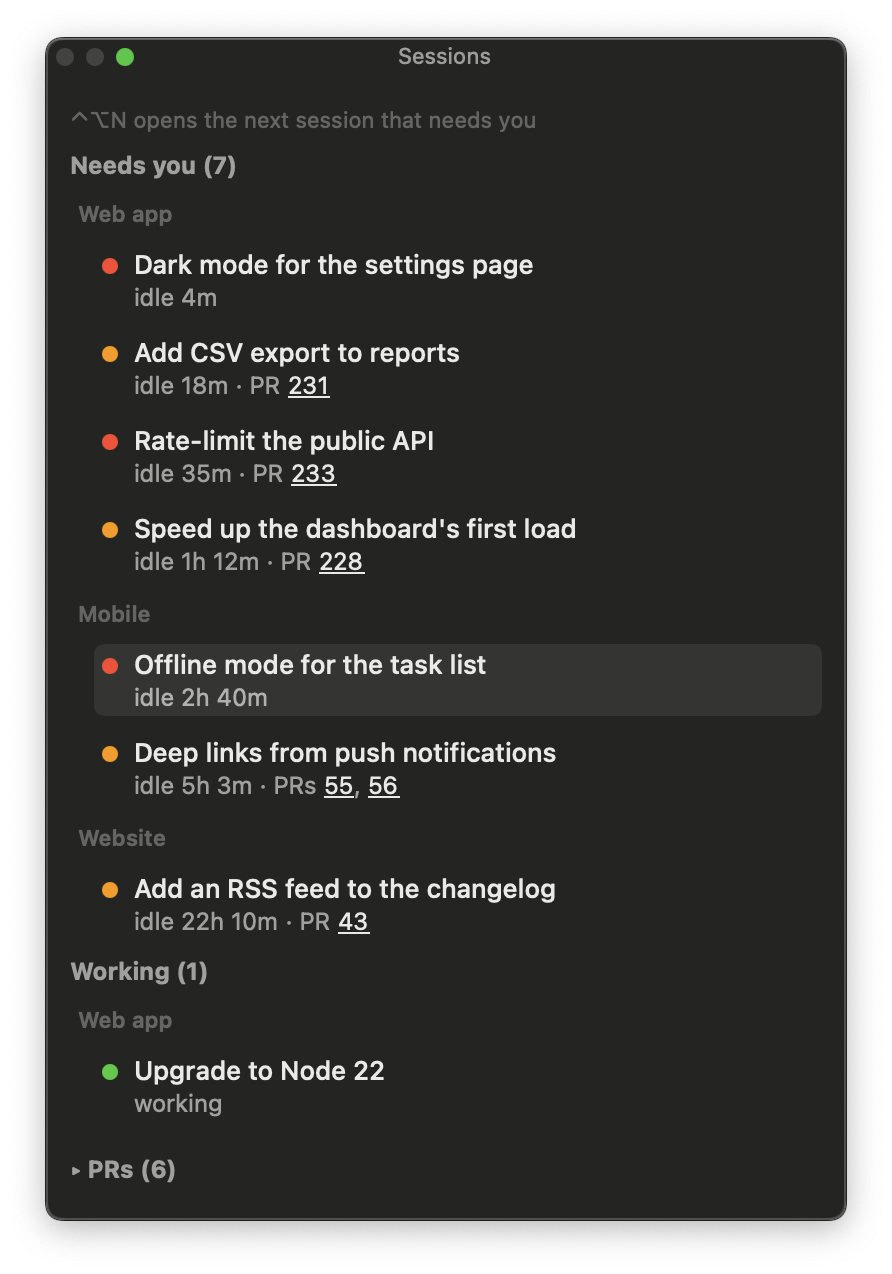 Sessions
^⌥N opens the next session that needs you
Needs you (7)
Web app
Dark mode for the settings page
idle 4m
Add CSV export to reports
idle 18m · PR 231
Rate-limit the public API
idle 35m · PR 233
Speed up the dashboard's first load
idle 1h 12m · PR 228
Mobile
Offline mode for the task list
idle 2h 40m
Deep links from push notifications
idle 5h 3m · PRs 55, 56
Website
Add an RSS feed to the changelog
idle 22h 10m · PR 43
Working (1)
Web app
Upgrade to Node 22
working
▸ PRs (6)